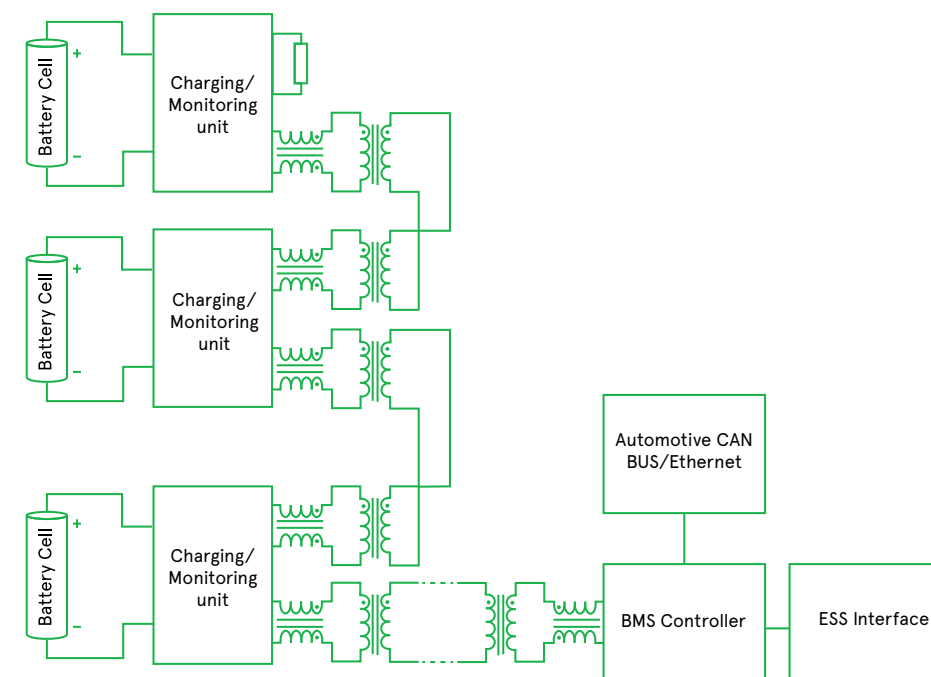 Battery Cell
+
−
Charging/
Monitoring
unit
Battery Cell
+
−
Charging/
Monitoring
unit
Battery Cell
+
−
Charging/
Monitoring
unit
Automotive CAN
BUS/Ethernet
BMS Controller
ESS Interface